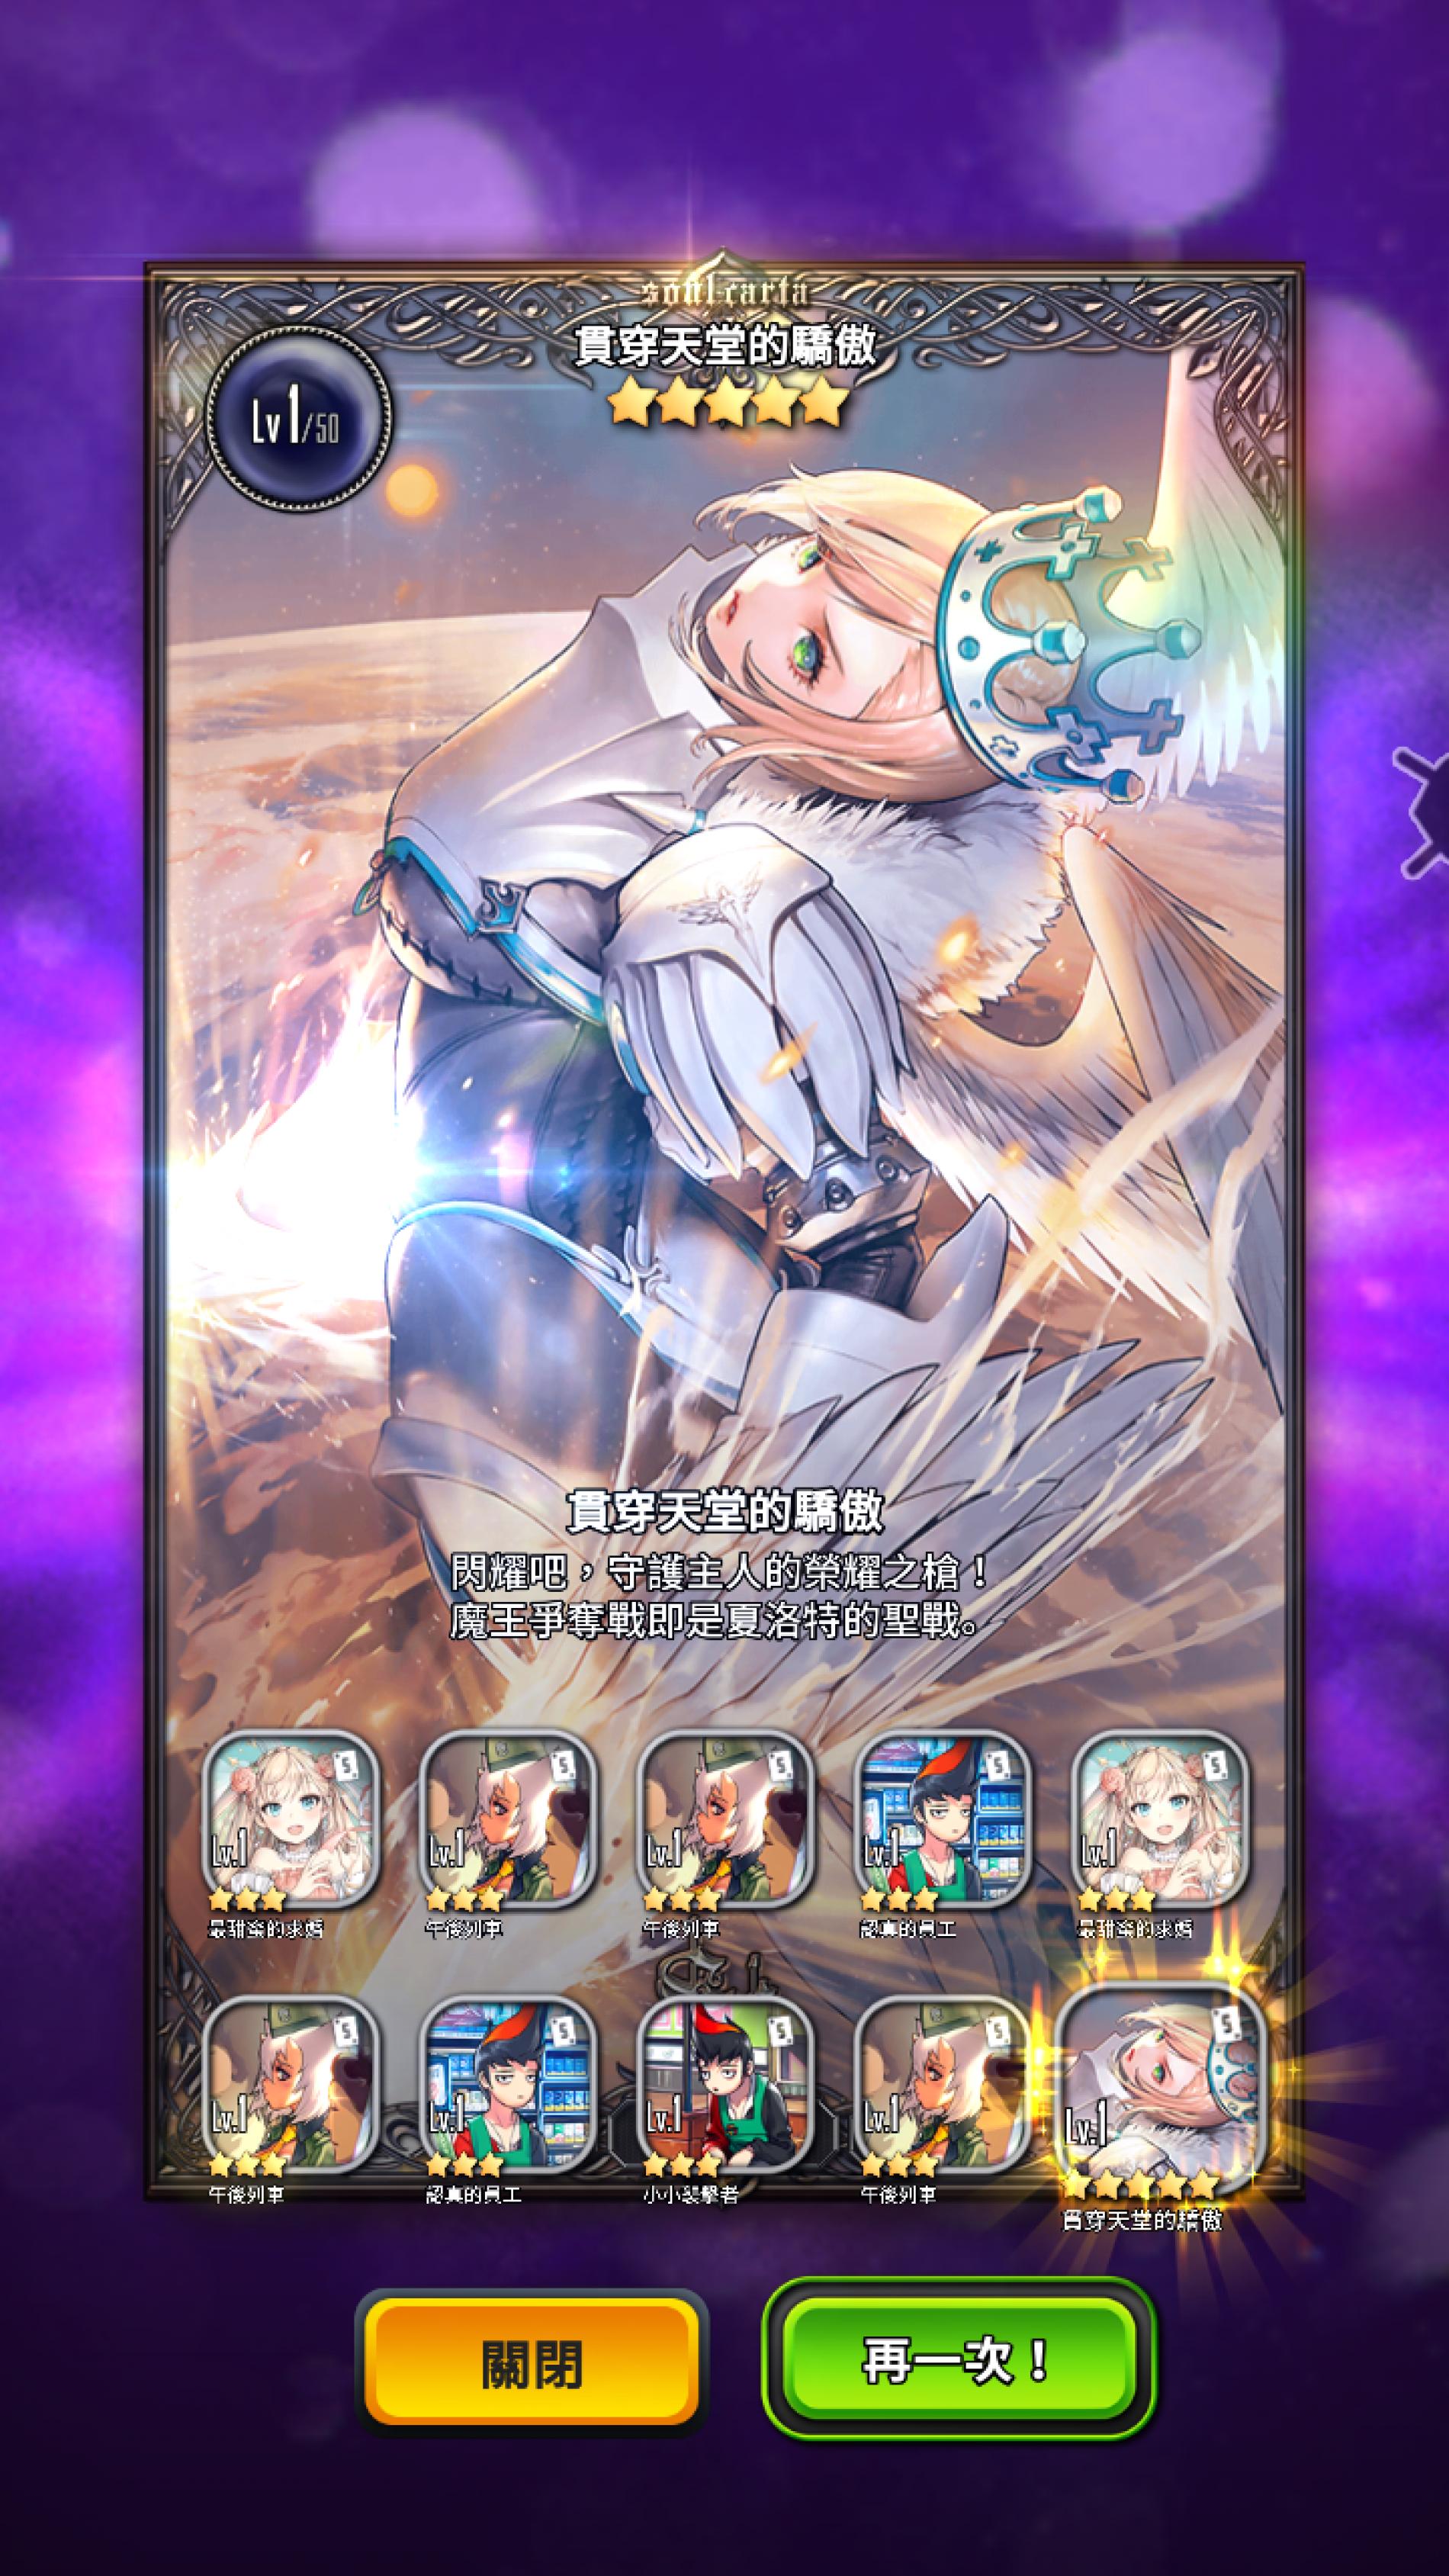 soul carta
貫穿天堂的驕傲
Lv 1/50
貫穿天堂的驕傲
閃耀吧，守護主人的榮耀之槍！
魔王爭奪戰即是夏洛特的聖戰。
S S S S S
Lv.1 Lv.1 Lv.1 Lv.1 Lv.1
最甜蜜的求婚 午後列車 午後列車 認真的員工 最甜蜜的求婚
S S S S S
Lv.1 Lv.1 Lv.1 Lv.1 Lv.1
午後列車 認真的員工 小小襲擊者 午後列車 貫穿天堂的驕傲
關閉 再一次！